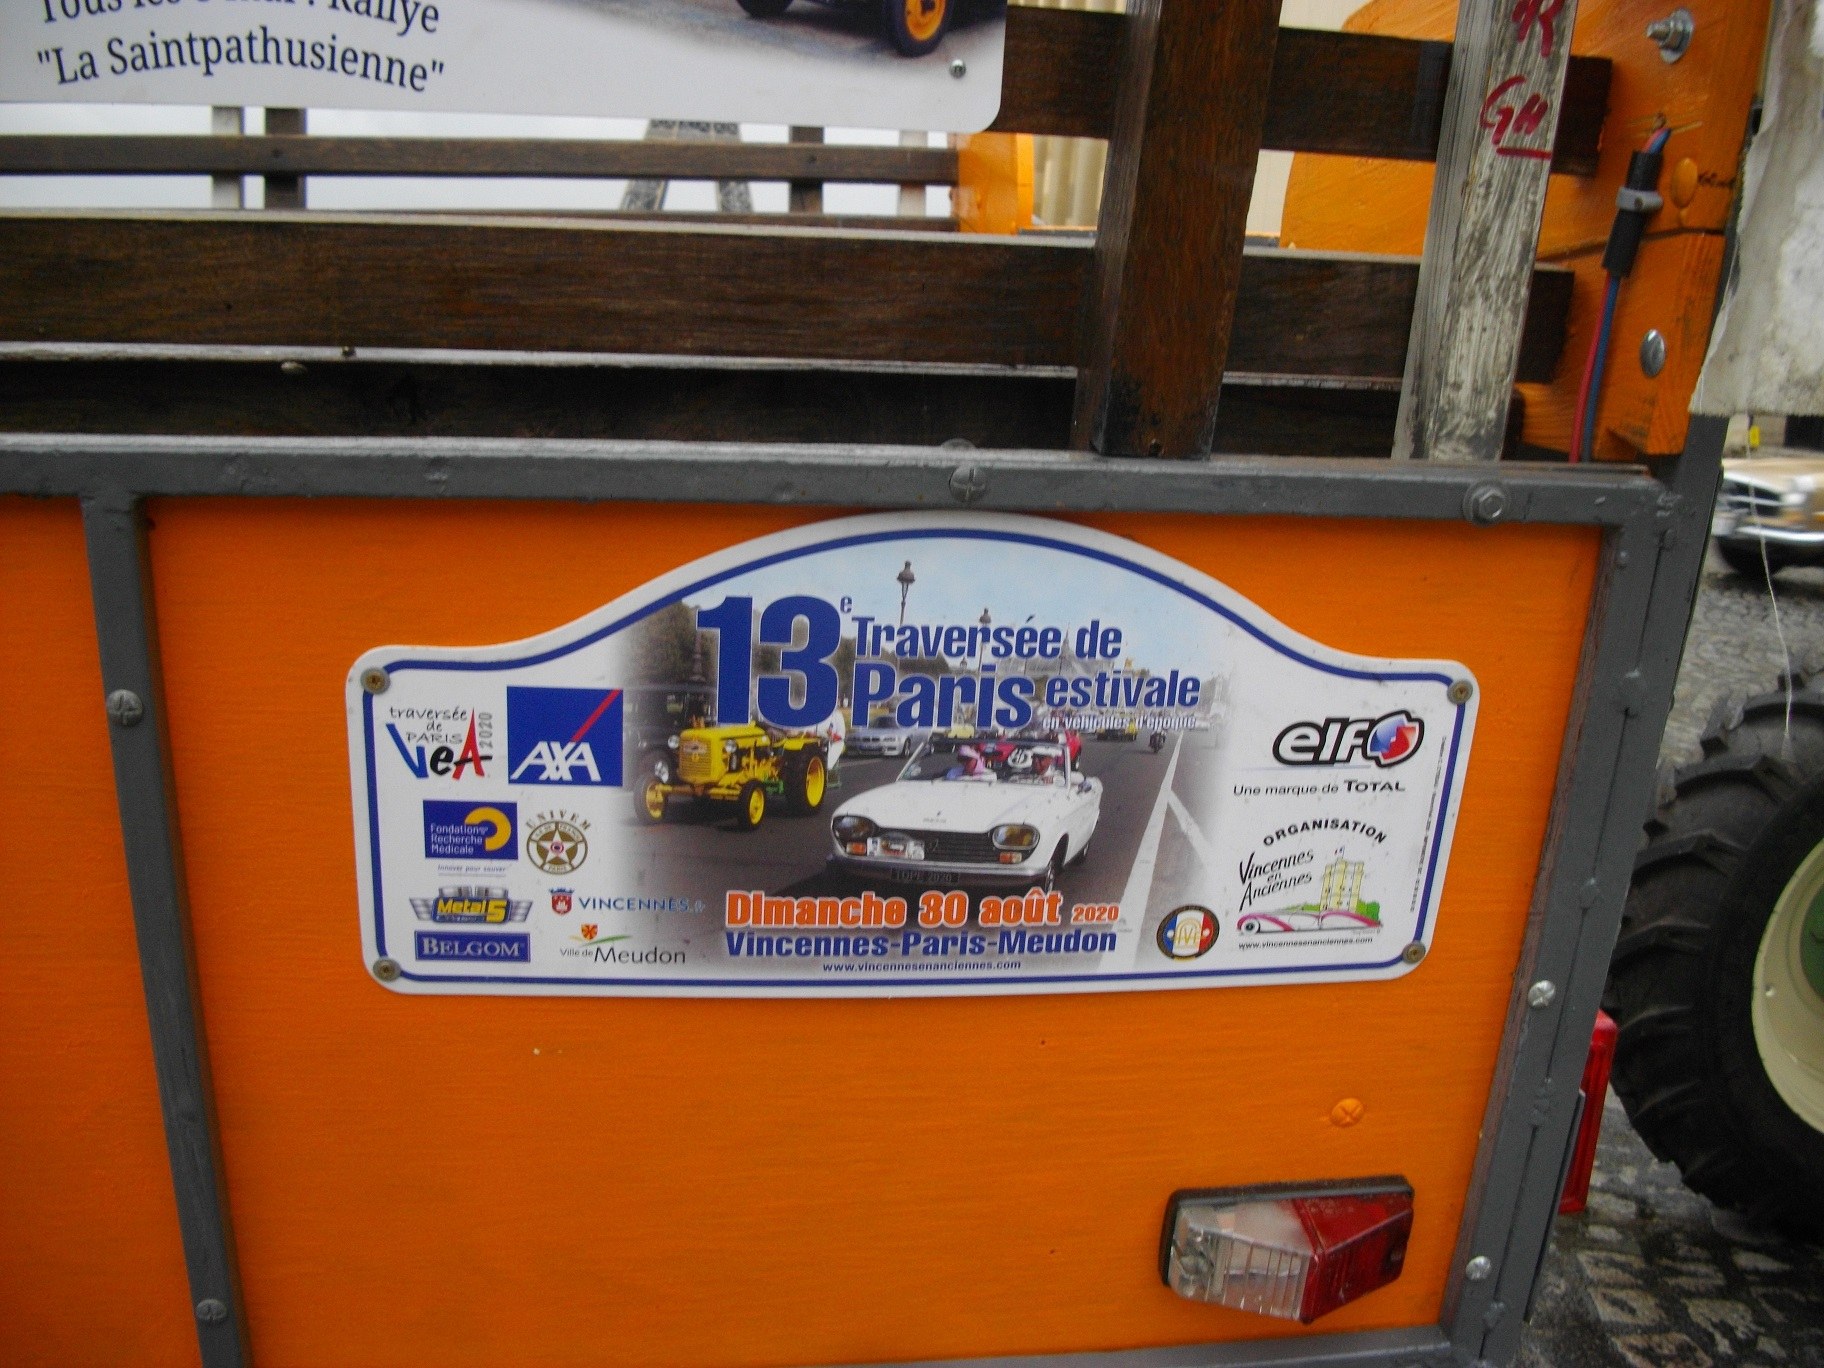 Tous les
Rallye
"La Saintpathusienne"
R
GH
13e Traversée de
Paris estivale
en véhicules d'époque
traversée
de
PARIS
VeA 2020
AXA
elf
Une marque de TOTAL
Fondation
Recherche
Médicale
innover pour sauver
UNIVEM
PARIS
ORGANISATION
Vincennes
en
Anciennes
www.vincennesenanciennes.com
Metal 5
VINCENNES.fr
BELGOM
Ville de Meudon
Dimanche 30 août 2020
Vincennes-Paris-Meudon
www.vincennesenanciennes.com